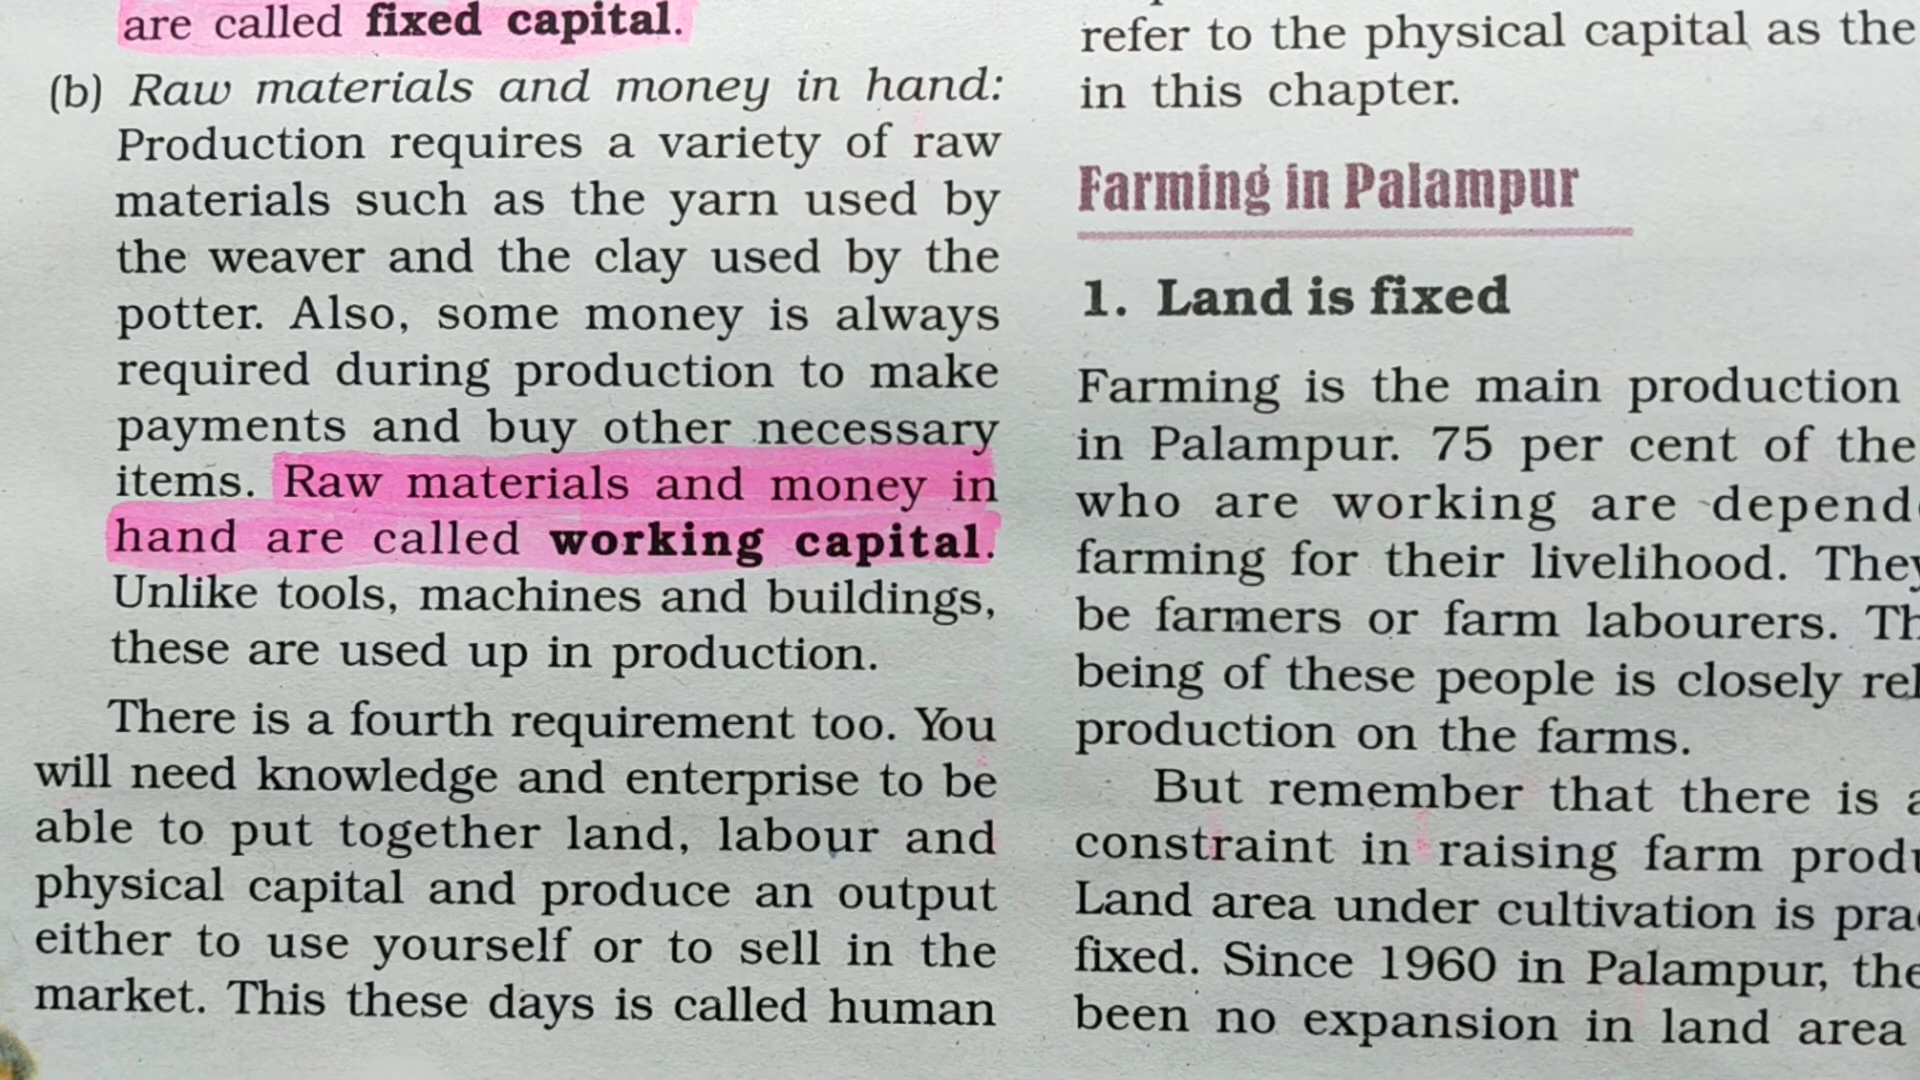 are called fixed capital.
(b) Raw materials and money in hand:
Production requires a variety of raw
materials such as the yarn used by
the weaver and the clay used by the
potter. Also, some money is always
required during production to make
payments and buy other necessary
items. Raw materials and money in
hand are called working capital.
Unlike tools, machines and buildings,
these are used up in production.
There is a fourth requirement too. You
will need knowledge and enterprise to be
able to put together land, labour and
physical capital and produce an output
either to use yourself or to sell in the
market. This these days is called human
refer to the physical capital as the
in this chapter.
Farming in Palampur
1. Land is fixed
Farming is the main production
in Palampur. 75 per cent of the
who are working are
farming for their livelihood. They
be farmers or farm labourers.
being of these people is closely
production on the farms.
But remember that there is
constraint in raising farm
Land area under cultivation is
fixed. Since 1960 in Palampur,
been no expansion in land area